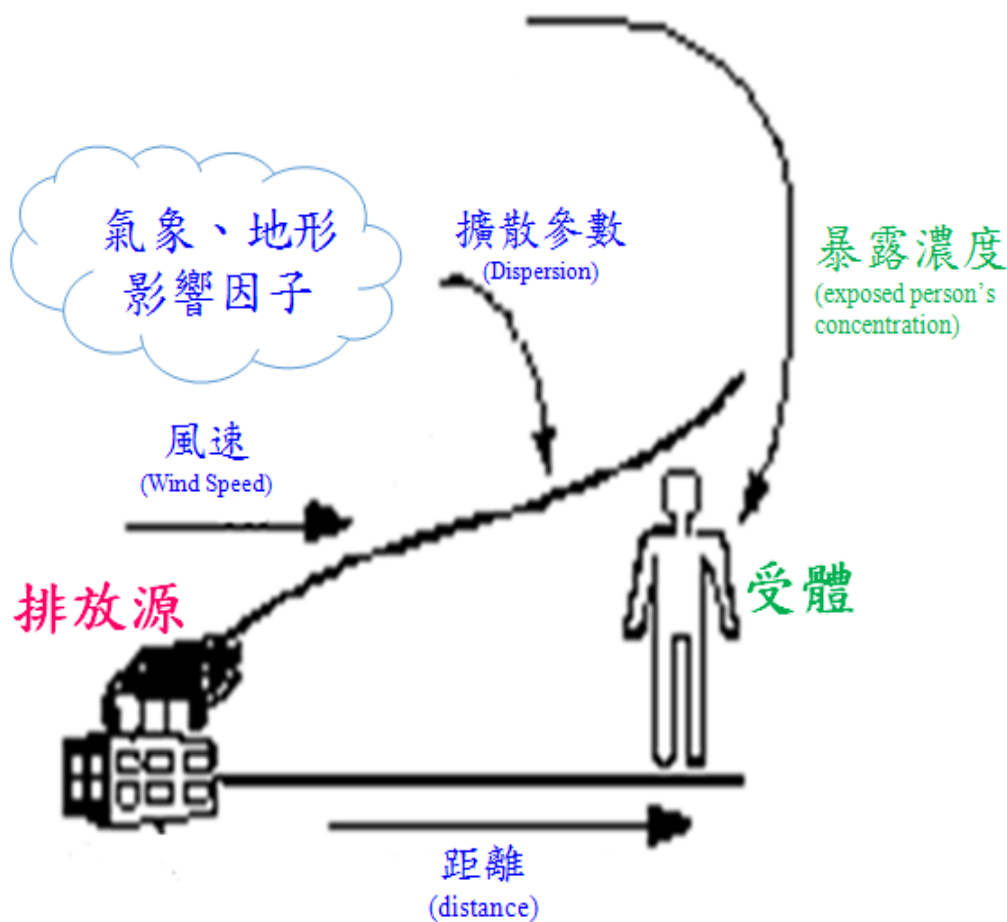 氣象、地形
影響因子
擴散參數
(Dispersion)
暴露濃度
(exposed person's
concentration)
風速
(Wind Speed)
排放源
受體
距離
(distance)